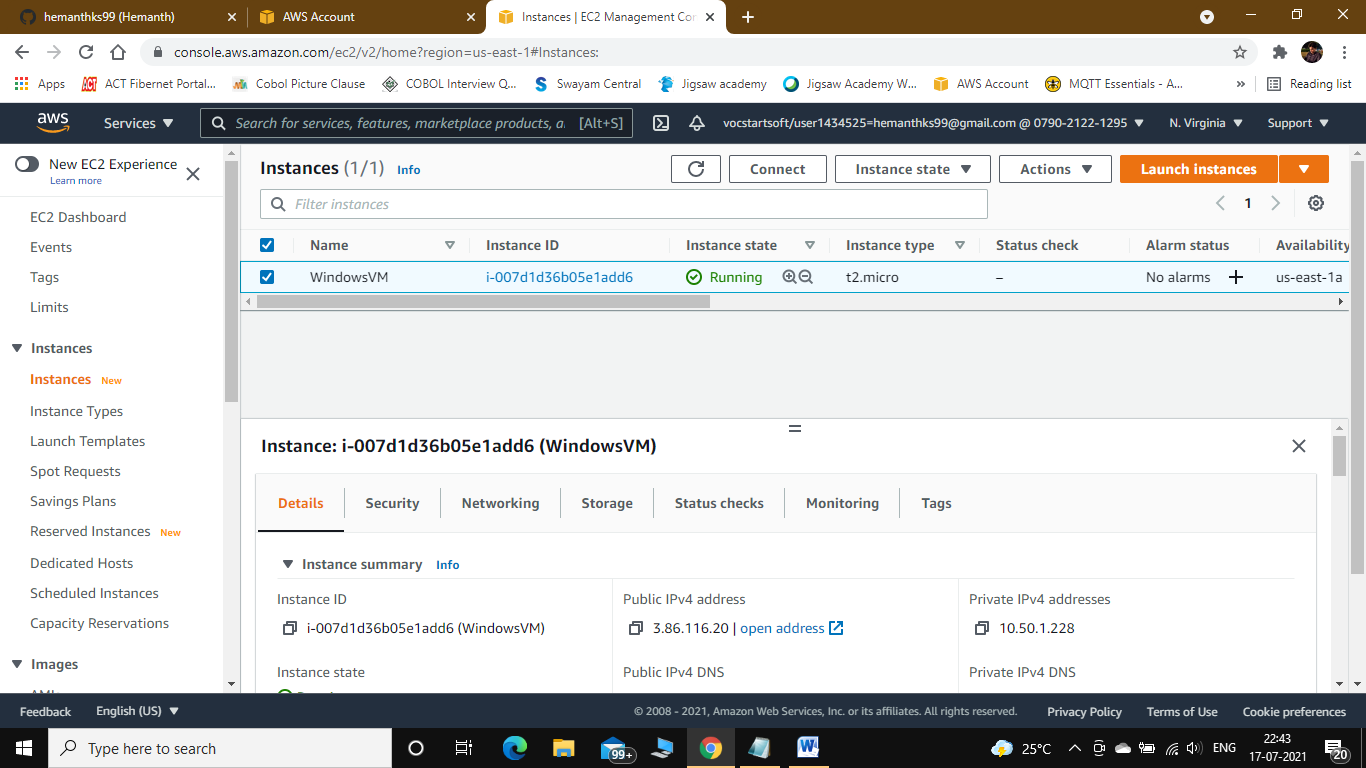 hemanthks99 (Hemanth)
AWS Account
Instances | EC2 Management Con
console.aws.amazon.com/ec2/v2/home?region=us-east-1#Instances:
Apps
ACT Fibernet Portal...
Cobol Picture Clause
COBOL Interview Q...
Swayam Central
Jigsaw academy
Jigsaw Academy W...
AWS Account
MQTT Essentials - A...
»
Reading list
aws
Services
Search for services, features, marketplace products, a
[Alt+S]
vocstartsoft/user1434525=hemanthks99@gmail.com @ 0790-2122-1295
N. Virginia
Support
New EC2 Experience
Learn more
EC2 Dashboard
Events
Tags
Limits
Instances
Instances New
Instance Types
Launch Templates
Spot Requests
Savings Plans
Reserved Instances New
Dedicated Hosts
Scheduled Instances
Capacity Reservations
Images
Instances (1/1) Info
Connect
Instance state
Actions
Launch instances
Filter instances
1
Name
Instance ID
Instance state
Instance type
Status check
Alarm status
Availability
WindowsVM
i-007d1d36b05e1add6
Running
t2.micro
–
No alarms
us-east-1a
Instance: i-007d1d36b05e1add6 (WindowsVM)
Details
Security
Networking
Storage
Status checks
Monitoring
Tags
Instance summary Info
Instance ID
i-007d1d36b05e1add6 (WindowsVM)
Public IPv4 address
3.86.116.20 | open address
Private IPv4 addresses
10.50.1.228
Instance state
Public IPv4 DNS
Private IPv4 DNS
Feedback
English (US)
© 2008 - 2021, Amazon Web Services, Inc. or its affiliates. All rights reserved.
Privacy Policy
Terms of Use
Cookie preferences
Type here to search
99+
25°C
ENG
22:43
17-07-2021
20